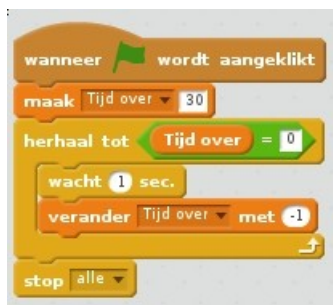 wanneer wordt aangeklikt
maak Tijd over 30
herhaal tot Tijd over = 0
wacht 1 sec.
verander Tijd over met -1
stop alle